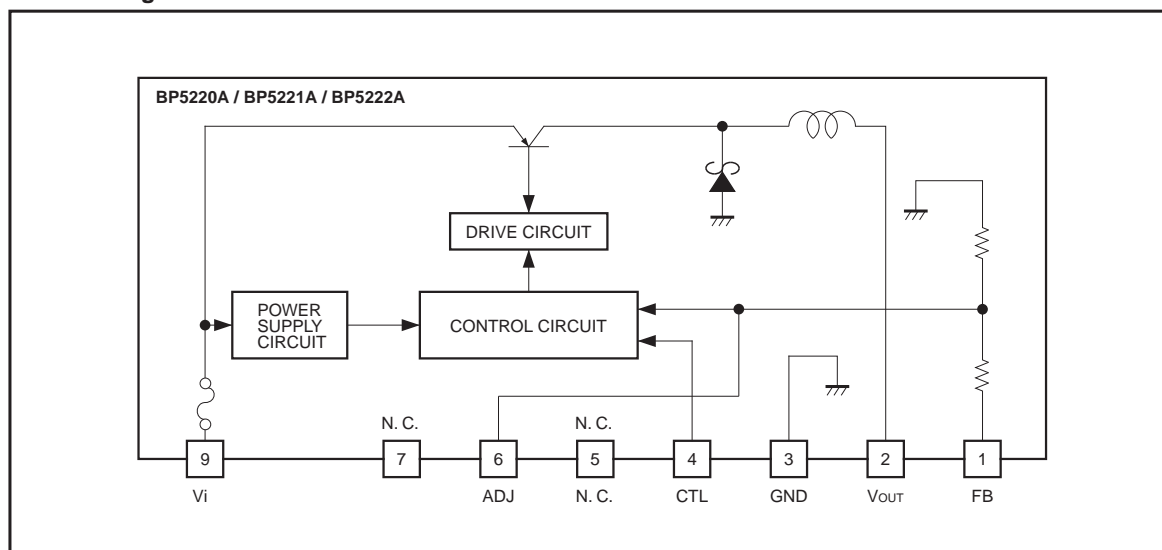 BP5220A / BP5221A / BP5222A
DRIVE CIRCUIT
POWER
SUPPLY
CIRCUIT
CONTROL CIRCUIT
N. C.
N. C.
9
7
6
5
4
3
2
1
Vi
ADJ
N. C.
CTL
GND
VOUT
FB